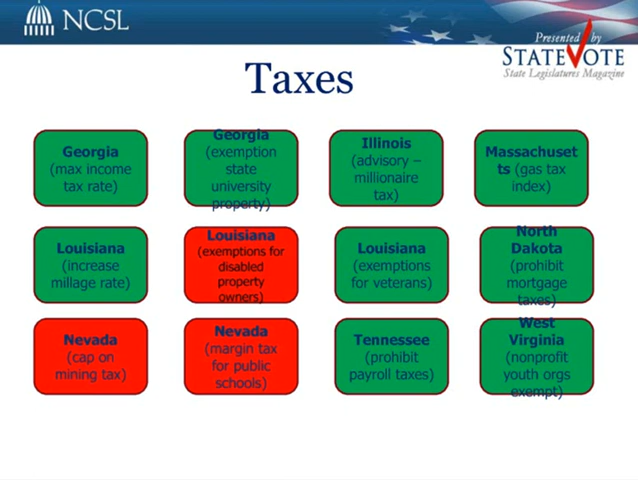 NCSL
Presented by
STATEVOTE
State Legislatures Magazine
Taxes
Georgia
(max income
tax rate)
Georgia
(exemption
state
university
property)
Illinois
(advisory –
millionaire
tax)
Massachuset
ts (gas tax
index)
Louisiana
(increase
millage rate)
Louisiana
(exemptions for
disabled
property
owners)
Louisiana
(exemptions
for veterans)
North
Dakota
(prohibit
mortgage
taxes)
Nevada
(cap on
mining tax)
Nevada
(margin tax
for public
schools)
Tennessee
(prohibit
payroll taxes)
West
Virginia
(nonprofit
youth orgs
exempt)